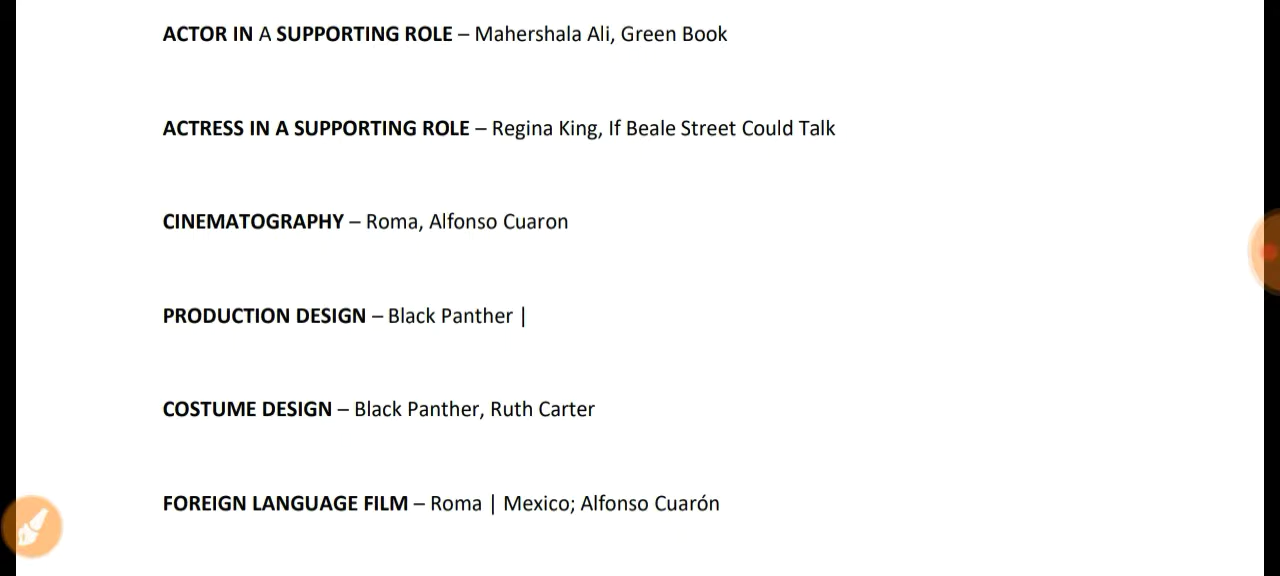 ACTOR IN A SUPPORTING ROLE – Mahershala Ali, Green Book
ACTRESS IN A SUPPORTING ROLE – Regina King, If Beale Street Could Talk
CINEMATOGRAPHY – Roma, Alfonso Cuaron
PRODUCTION DESIGN – Black Panther |
COSTUME DESIGN – Black Panther, Ruth Carter
FOREIGN LANGUAGE FILM – Roma | Mexico; Alfonso Cuarón